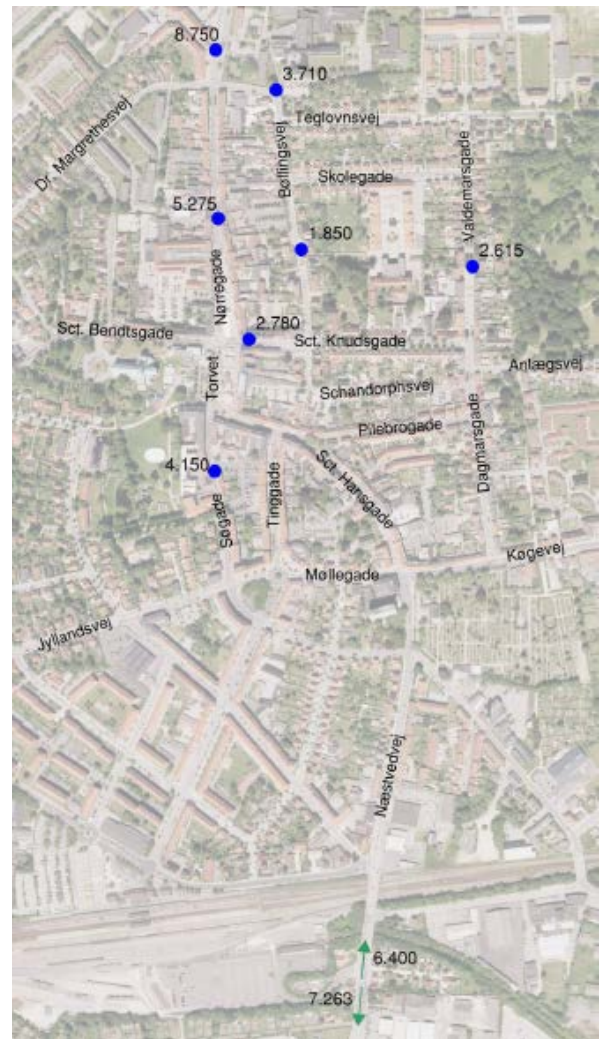 8.750
3.710
Teglovnsvej
Dr. Margrethesvej
Bøllingsvej
Skolegade
Valdemarsgade
5.275
1.850
2.615
Nørregade
Sct. Bendtsgade
2.780
Sct. Knudsgade
Anlægsvej
Torvet
Schandorphsvej
Pilebrogade
Dagmarsgade
4.150
Sct. Hansgade
Tinggade
Søgade
Køgevej
Møllegade
Jyllandsvej
Næstvedvej
6.400
7.263